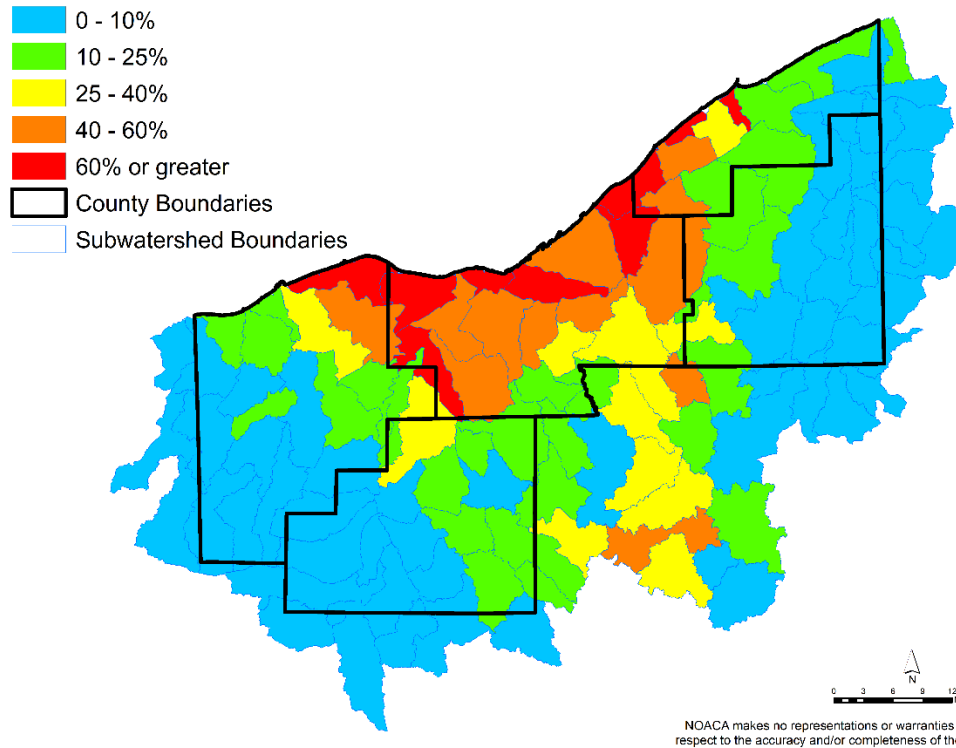 0 - 10%
10 - 25%
25 - 40%
40 - 60%
60% or greater
County Boundaries
Subwatershed Boundaries
N
0 3 6 9 12
NOACA makes no representations or warranties
respect to the accuracy and/or completeness of the